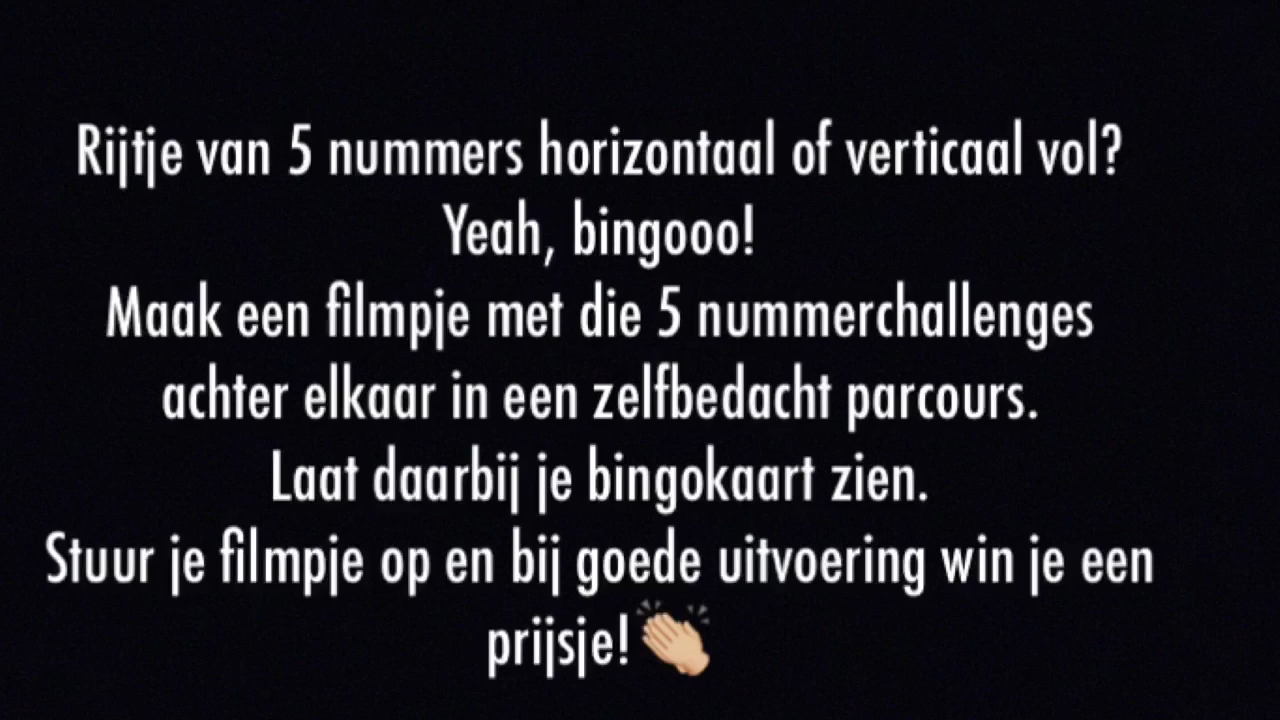 Rijtje van 5 nummers horizontaal of verticaal vol?
Yeah, bingooo!
Maak een filmpje met die 5 nummerchallenges
achter elkaar in een zelfbedacht parcours.
Laat daarbij je bingokaart zien.
Stuur je filmpje op en bij goede uitvoering win je een
prijsje!👏🏼